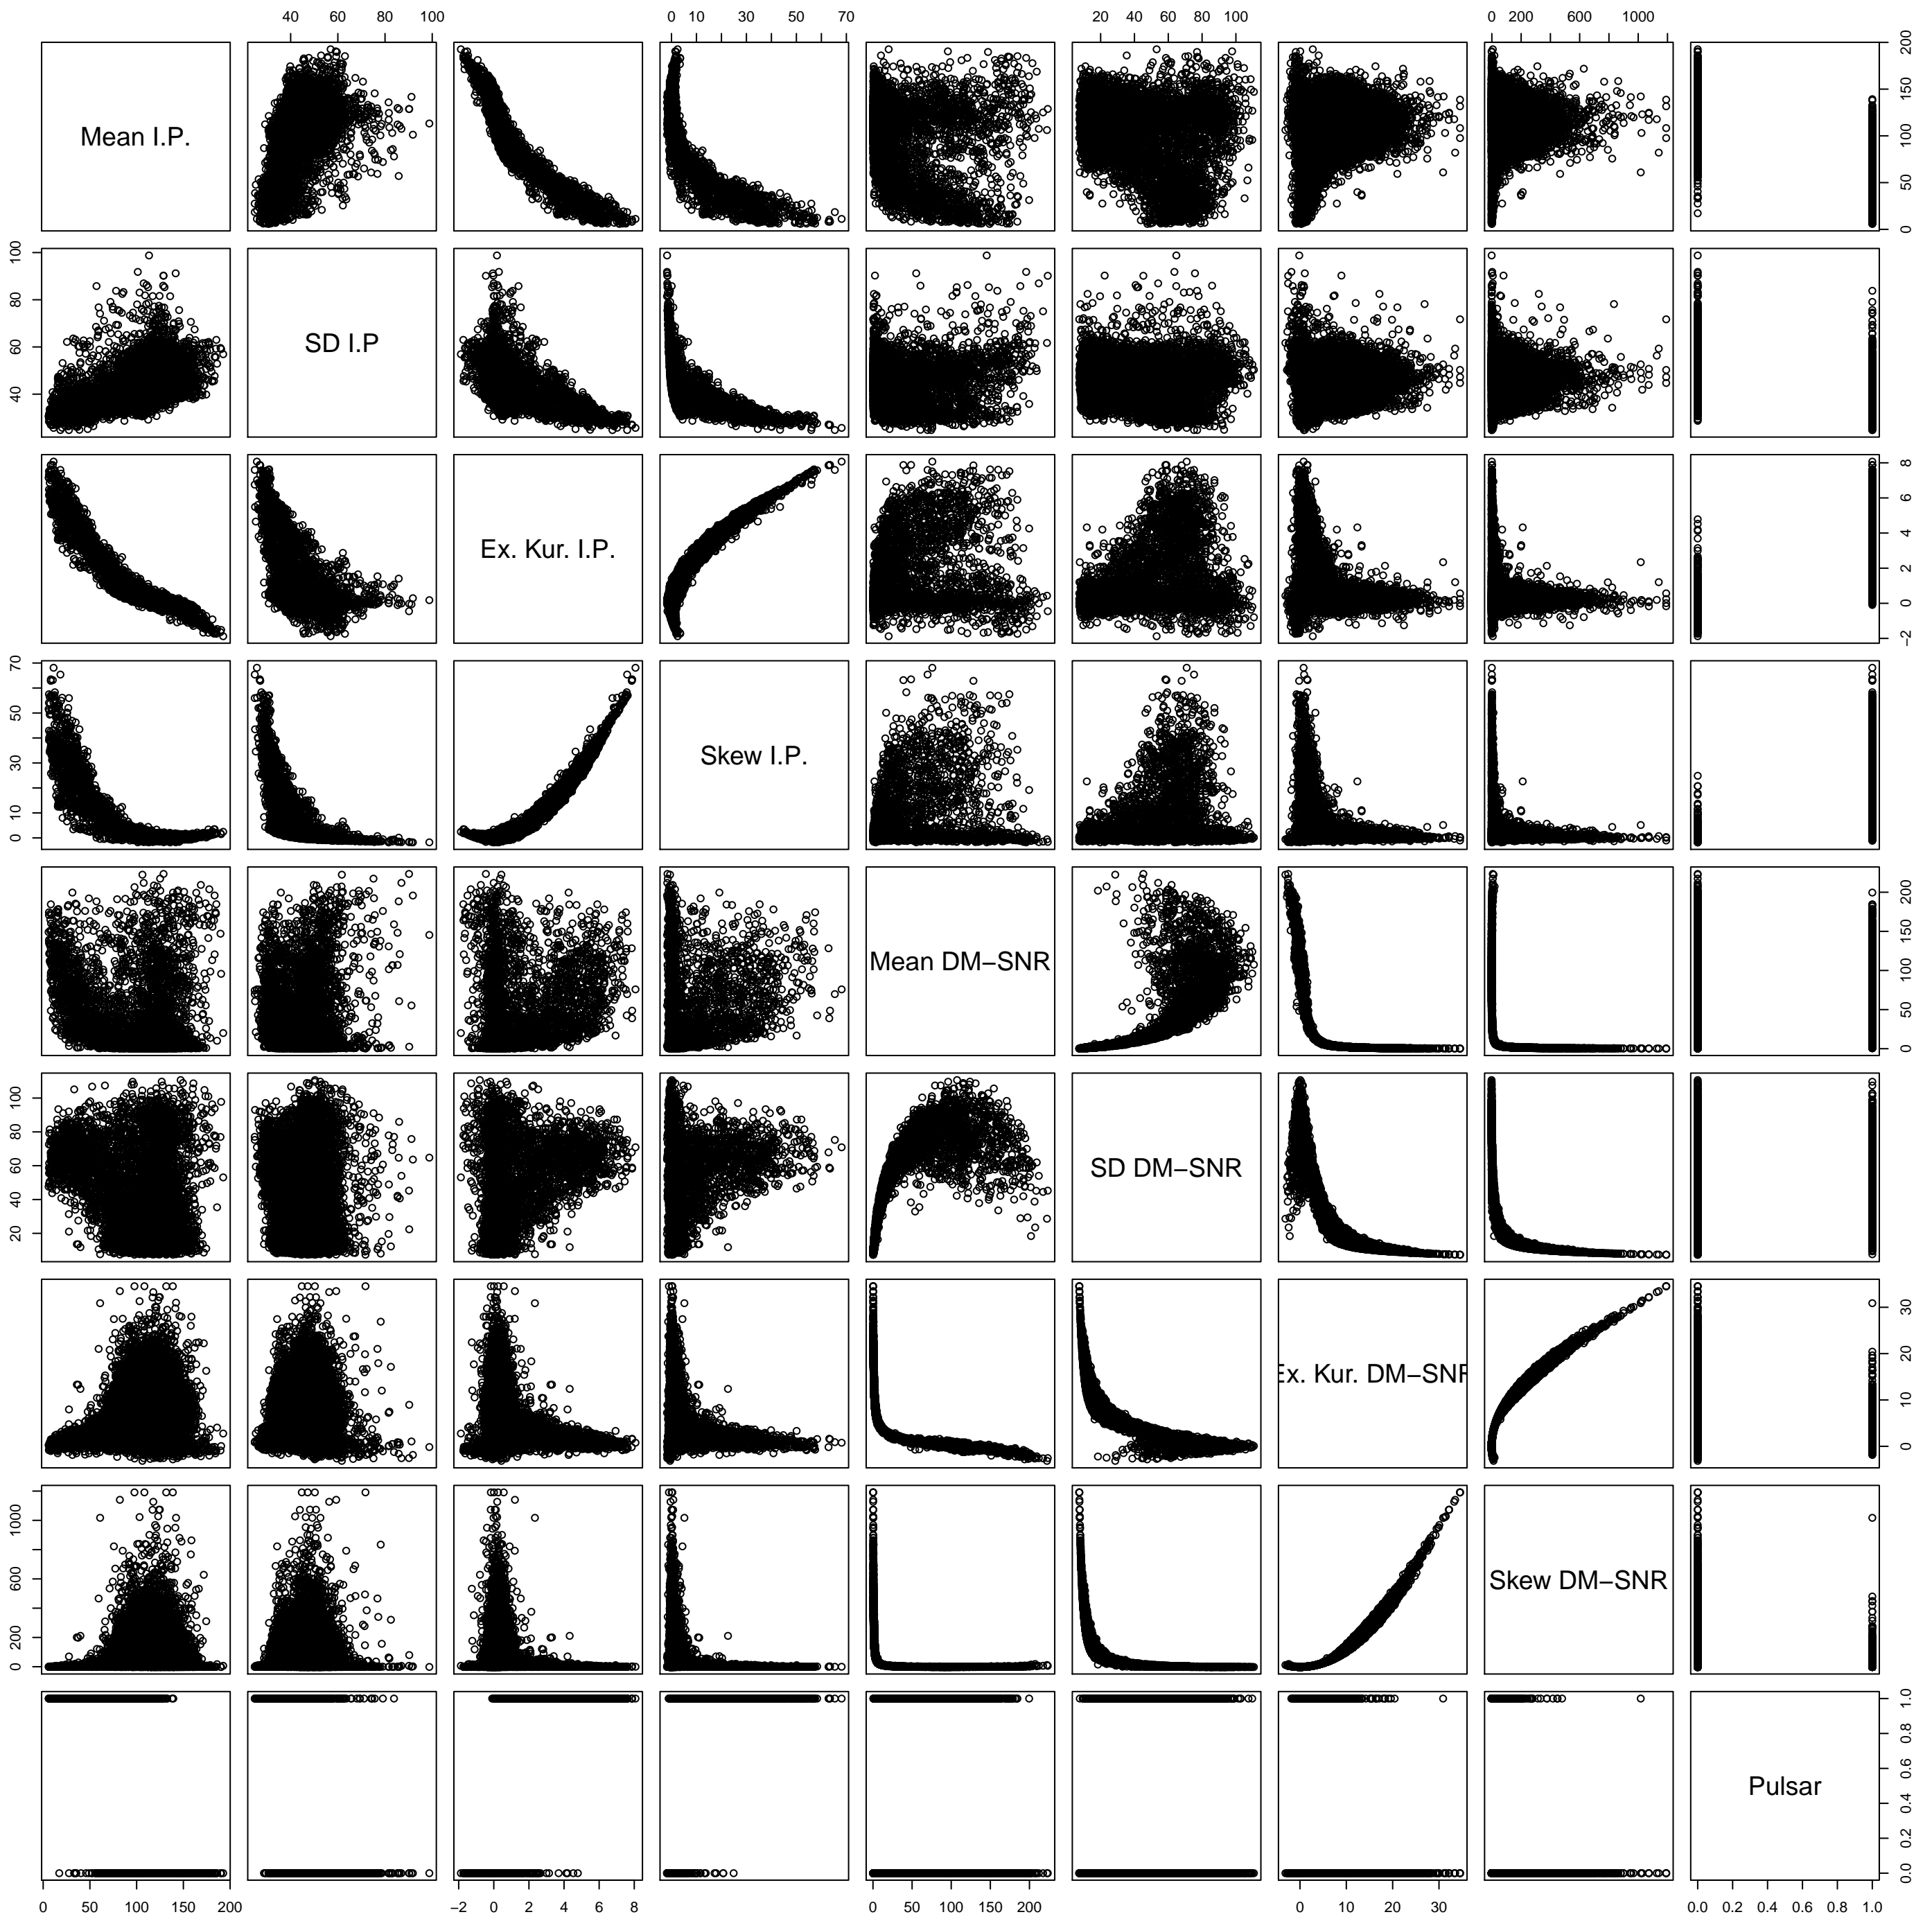 40 60 80 100
0 10 30 50 70
20 40 60 80 100
0 200 600 1000
Mean I.P.
0 50 100 150 200
40 60 80 100
SD I.P
Ex. Kur. I.P.
−2 0 2 4 6 8
0 10 30 50 70
Skew I.P.
Mean DM−SNR
0 50 100 150 200
20 40 60 80 100
SD DM−SNR
Ex. Kur. DM−SNR
0 10 20 30
0 200 600 1000
Skew DM−SNR
Pulsar
0.0 0.2 0.4 0.6 0.8 1.0
0 50 100 150 200
−2 0 2 4 6 8
0 50 100 150 200
0 10 20 30
0.0 0.2 0.4 0.6 0.8 1.0